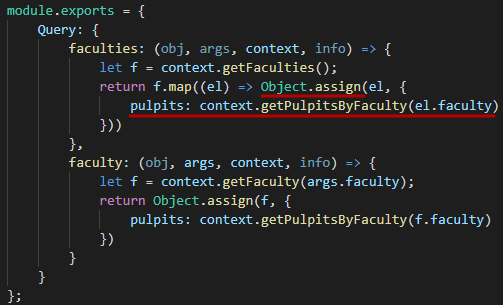 module.exports = {
    Query: {
        faculties: (obj, args, context, info) => {
            let f = context.getFaculties();
            return f.map((el) => Object.assign(el, {
                pulpits: context.getPulpitsByFaculty(el.faculty)
            }))
        },
        faculty: (obj, args, context, info) => {
            let f = context.getFaculty(args.faculty);
            return Object.assign(f, {
                pulpits: context.getPulpitsByFaculty(f.faculty)
            })
        }
    }
};